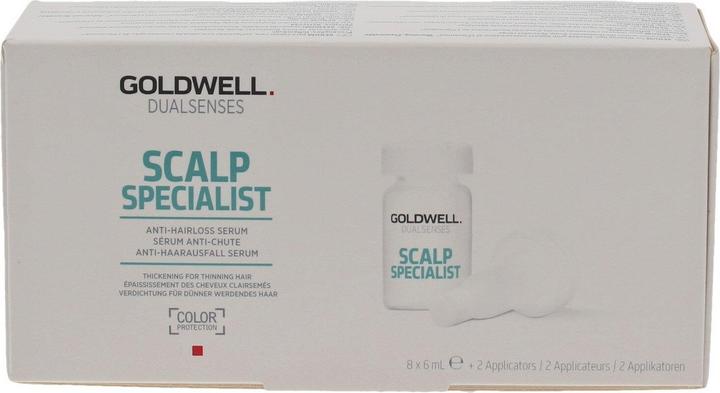 GOLDWELL.
DUALSENSES
SCALP
SPECIALIST
ANTI-HAIRLOSS SERUM
SÉRUM ANTI-CHUTE
ANTI-HAARAUSFALL SERUM
THICKENING FOR THINNING HAIR
ÉPAISSISSEMENT DES CHEVEUX CLAIRSEMÉS
VERDICHTUNG FÜR DÜNNER WERDENDES HAAR
COLOR
PROTECTION
GOLDWELL.
DUALSENSES
SCALP
SPECIALIST
8 x 6 mL ℮ + 2 Applicators / 2 Applicateurs / 2 Applikatoren